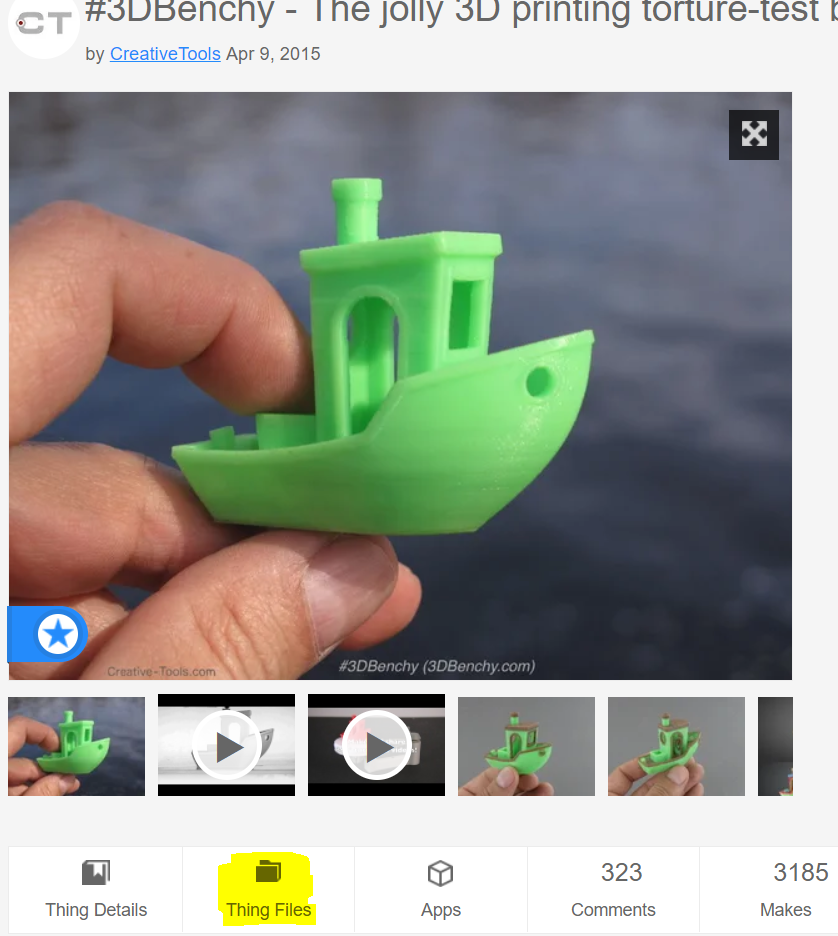 CT
#3DBenchy - The jolly 3D printing torture-test
by CreativeTools Apr 9, 2015
Creative-Tools.com
#3DBenchy (3DBenchy.com)
323
3185
Thing Details
Thing Files
Apps
Comments
Makes